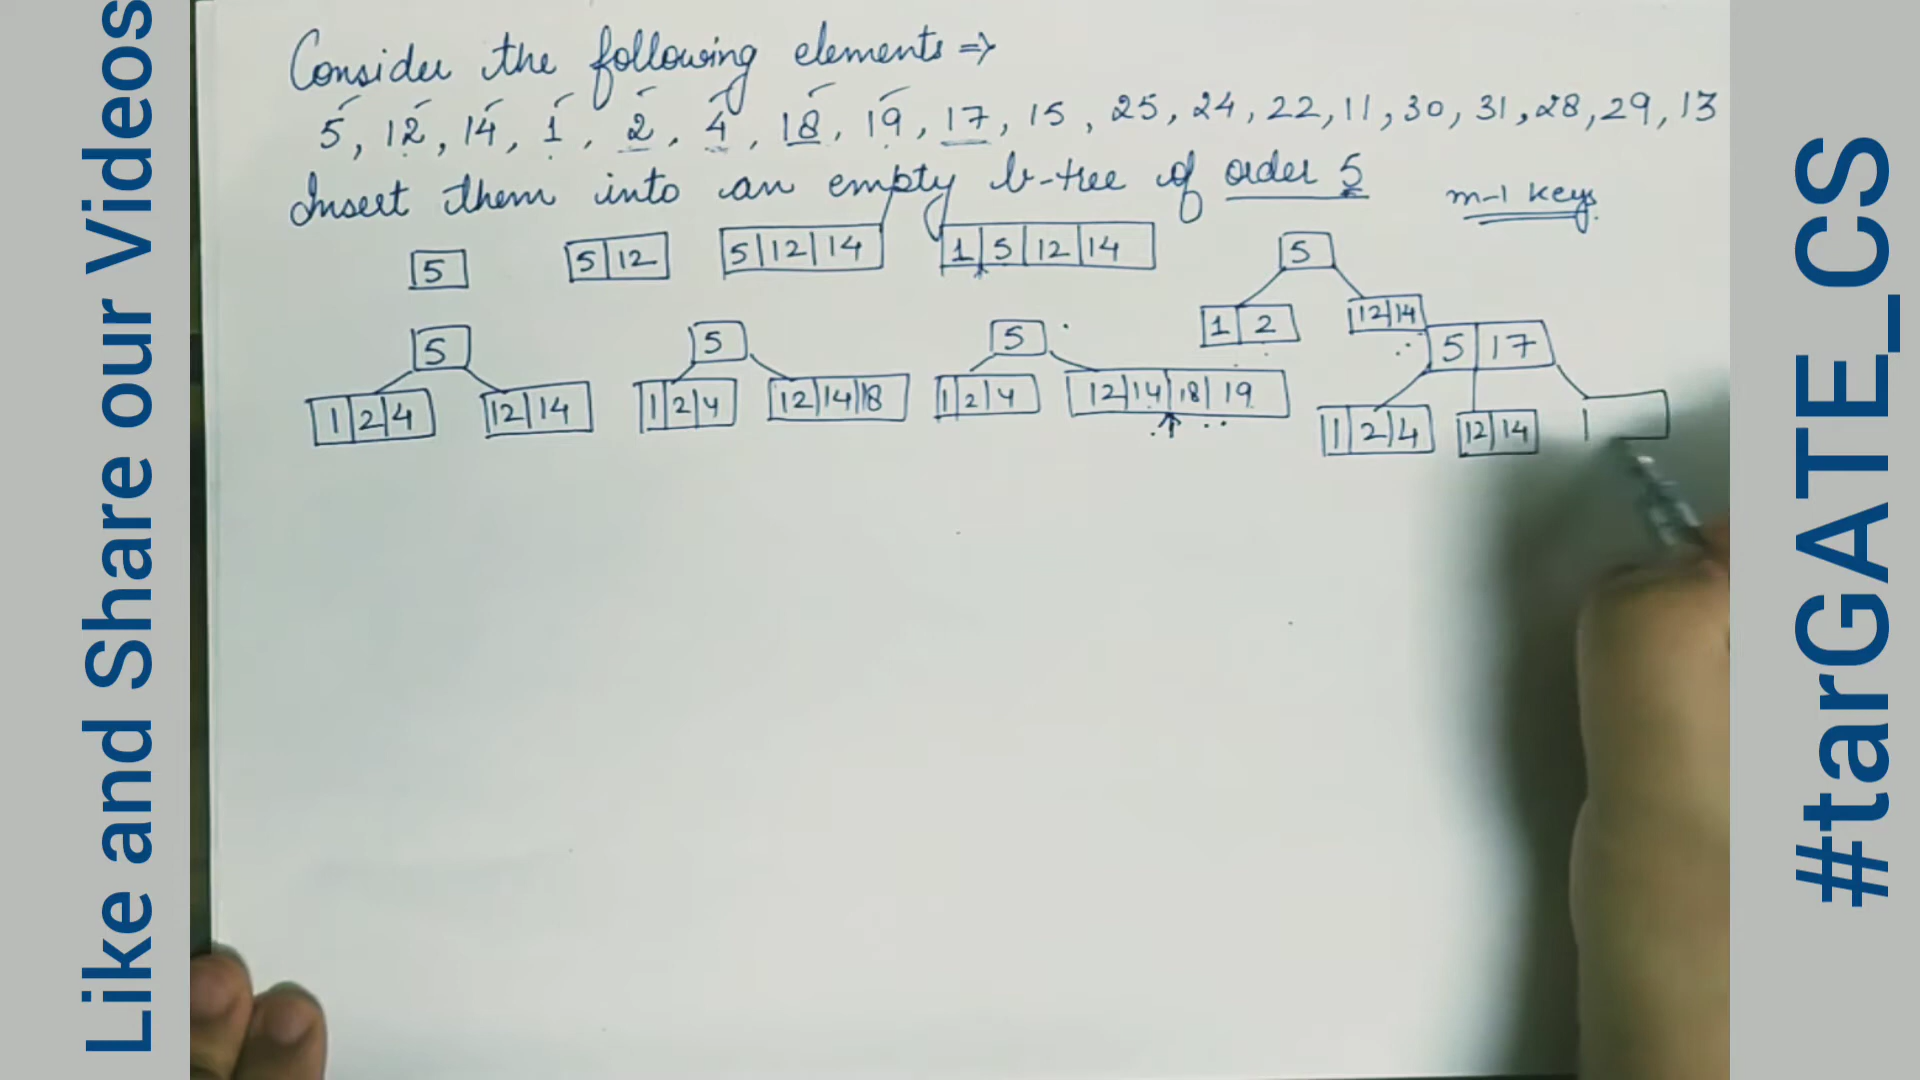 Like and Share our Videos
Consider the following elements ⇒
5, 12, 14, 1, 2, 4, 18, 19, 17, 15, 25, 24, 22, 11, 30, 31, 28, 29, 13
Insert them into an empty b-tree of order 5
m-1 keys
5
5 12
5 12 14
1 5 12 14
5
1 2
12 14
5
1 2 4
12 14
5
1 2 4
12 14 18
5
1 2 4
12 14 18 19
5 17
1 2 4
12 14
#tarGATE_CS